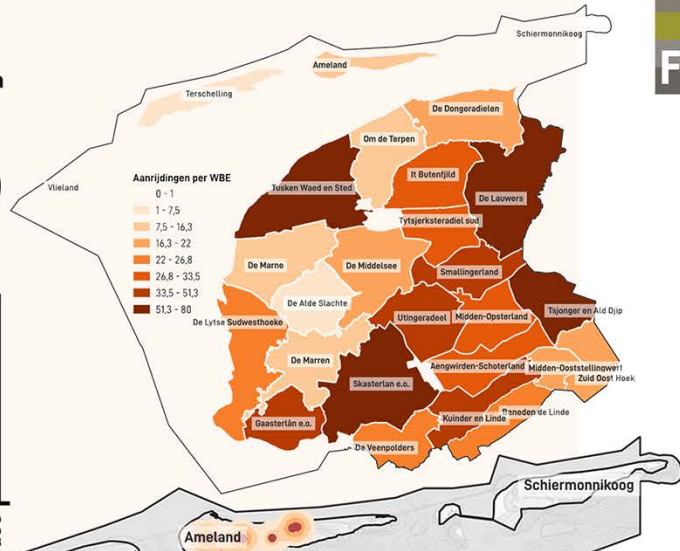 F
Schiermonnikoog
Ameland
Terschelling
De Dongeradielen
Om de Terpen
It Butenfjild
Vlieland
Aanrijdingen per WBE
0 - 1
1 - 7,5
7,5 - 16,3
16,3 - 22
22 - 26,8
26,8 - 33,5
33,5 - 51,3
51,3 - 80
Tusken Waed en Sted
De Lauwers
Tytsjerksteradiel sud
De Marne
De Middelsee
Smallingerland
De Alde Slachte
Tsjonger en Ald Djip
De Lytse Sudwesthoeke
Utingeradeel
Midden-Opsterland
De Marren
Aengwirden-Schoterland
Midden-Ooststellingwerf
Zuid Oost Hoek
Skasterlan e.o.
Gaasterlân e.o.
Kuinder en Linde
Beneden de Linde
De Veenpolders
Schiermonnikoog
Ameland